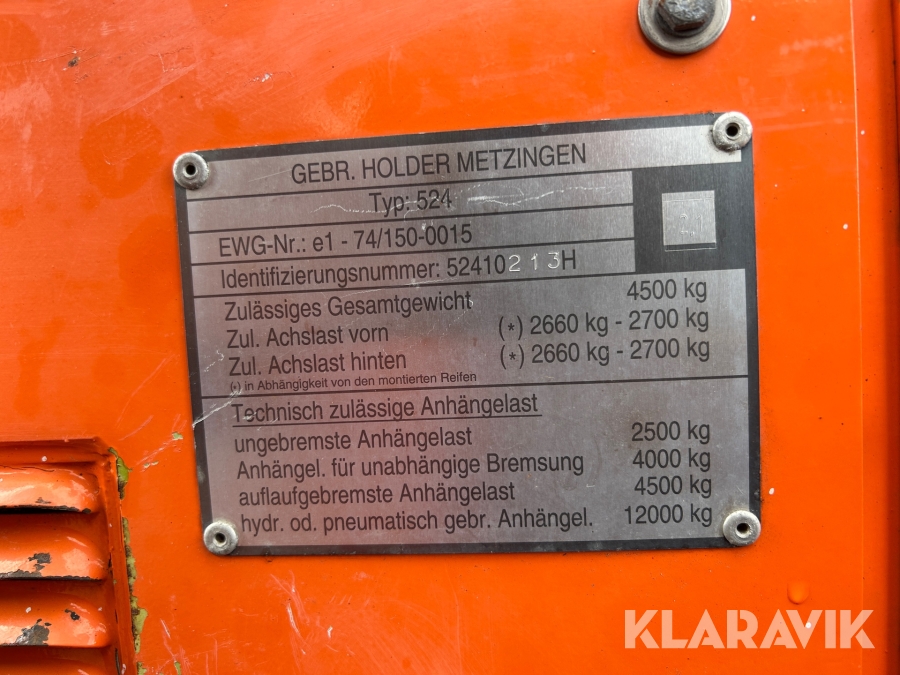 GEBR. HOLDER METZINGEN
Typ: 524
EWG-Nr.: e1 - 74/150-0015
Identifizierungsnummer: 52410213H
Zulässiges Gesamtgewicht 4500 kg
Zul. Achslast vorn (*) 2660 kg - 2700 kg
Zul. Achslast hinten (*) 2660 kg - 2700 kg
(*) in Abhängigkeit von den montierten Reifen
Technisch zulässige Anhängelast
ungebremste Anhängelast 2500 kg
Anhängel. für unabhängige Bremsung 4000 kg
auflaufgebremste Anhängelast 4500 kg
hydr. od. pneumatisch gebr. Anhängel. 12000 kg
KLARAVIK